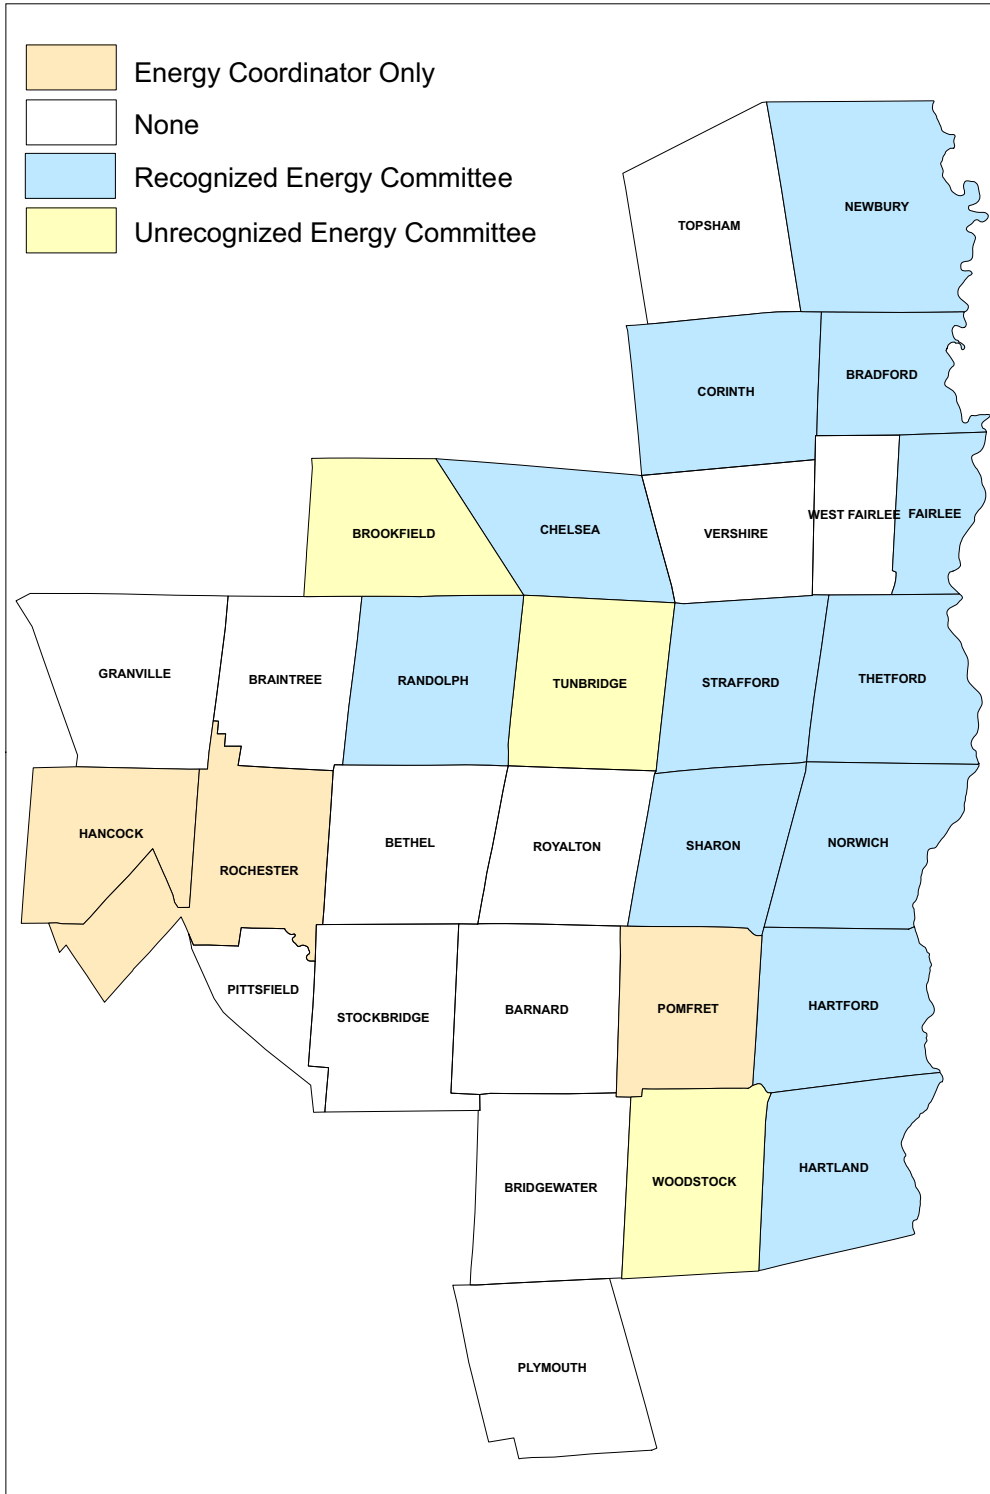 Energy Coordinator Only
None
Recognized Energy Committee
Unrecognized Energy Committee
NEWBURY
TOPSHAM
BRADFORD
CORINTH
WEST FAIRLEE
FAIRLEE
BROOKFIELD
CHELSEA
VERSHIRE
GRANVILLE
BRAINTREE
RANDOLPH
TUNBRIDGE
STRAFFORD
THETFORD
HANCOCK
ROCHESTER
BETHEL
ROYALTON
SHARON
NORWICH
PITTSFIELD
STOCKBRIDGE
BARNARD
POMFRET
HARTFORD
BRIDGEWATER
WOODSTOCK
HARTLAND
PLYMOUTH